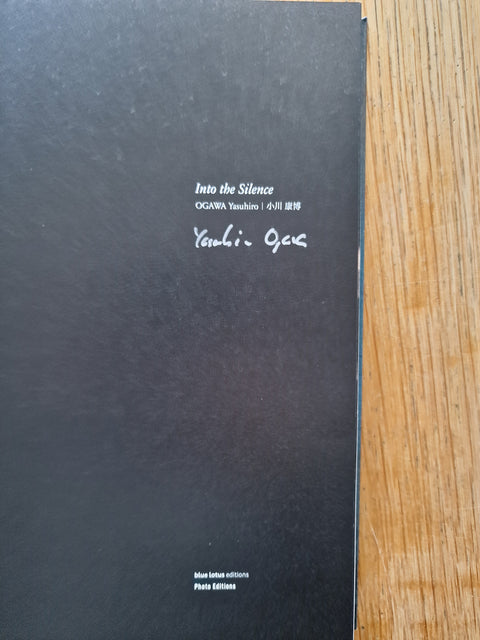 Into the Silence
OGAWA Yasuhiro | 小川 康博
Yasuhiro Ogawa
blue lotus editions
Photo Editions